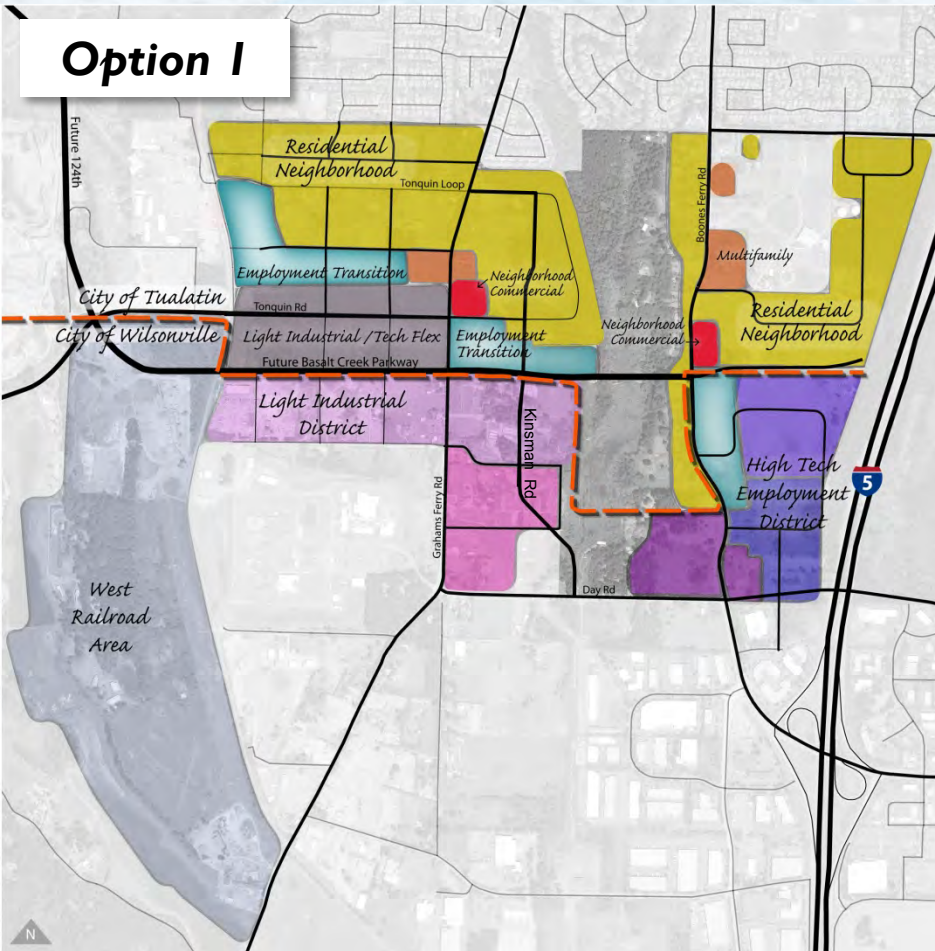 Option 1
Future 124th
Residential
Neighborhood
Tonquin Loop
Boones Ferry Rd
Multifamily
Employment Transition
Neighborhood
Commercial
City of Tualatin
Tonquin Rd
Residential
Neighborhood
City of Wilsonville
Light Industrial /Tech Flex
Employment
Transition
Neighborhood
Commercial
Future Basalt Creek Parkway
Light Industrial
District
Kinsman Rd
High Tech
Employment
District
5
Grahams Ferry Rd
West
Railroad
Area
Day Rd
N